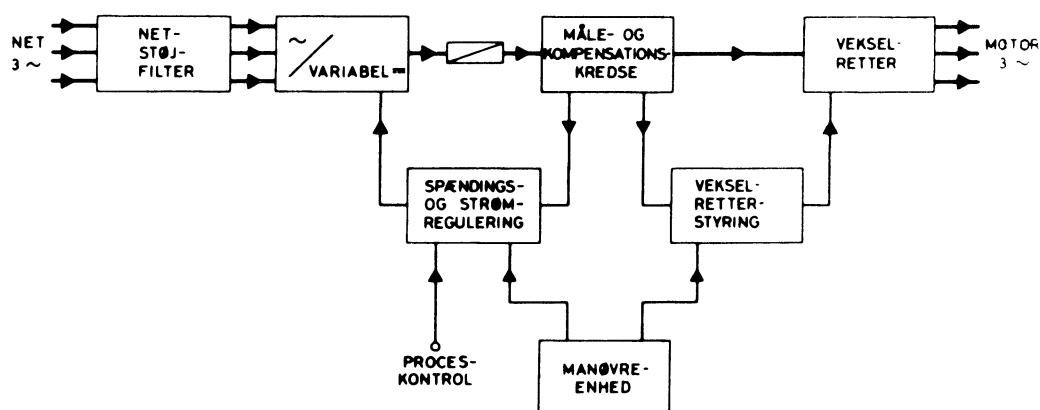 NET
3 ~
NET-
STØJ-
FILTER
~
VARIABEL
MÅLE- OG
KOMPENSATIONS-
KREDSE
VEKSEL-
RETTER
MOTOR
3 ~
SPÆNDINGS-
OG STRØM-
REGULERING
VEKSEL-
RETTER-
STYRING
PROCES-
KONTROL
MANØVRE-
ENHED